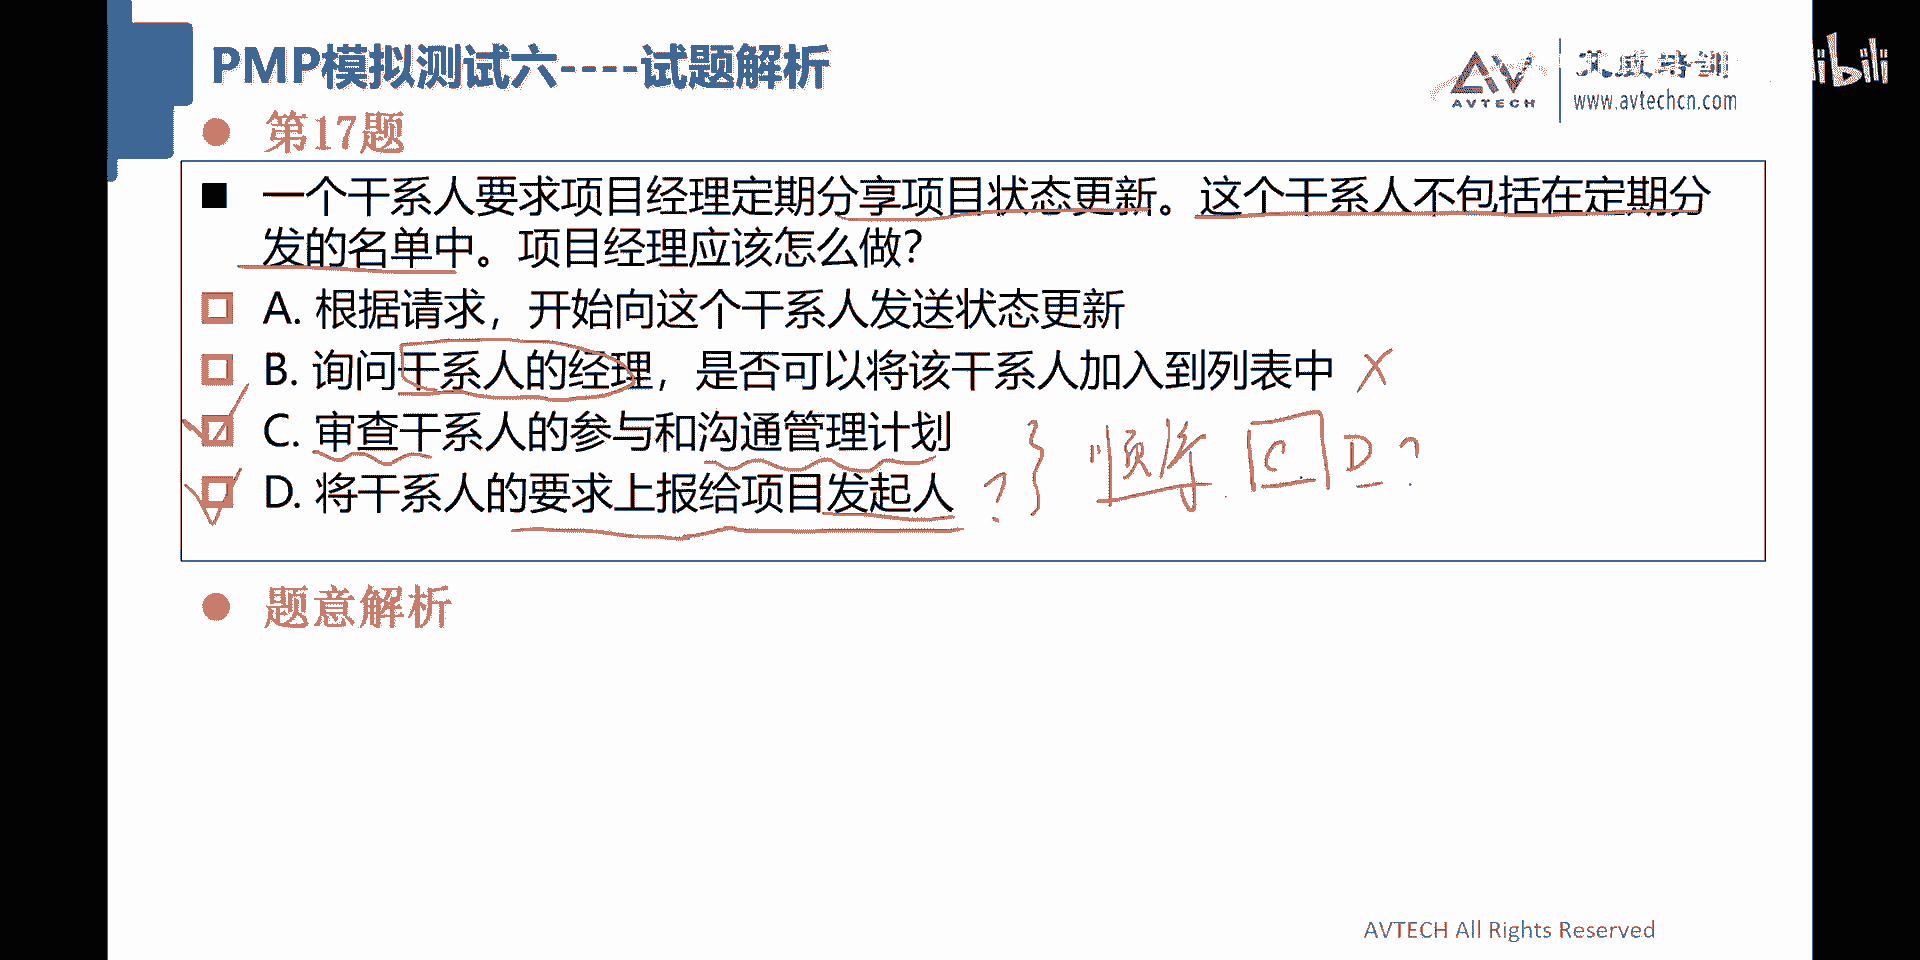 PMP模拟测试六----试题解析
艾威培训
AVTECH
www.avtechcn.com
libili
第17题
一个干系人要求项目经理定期分享项目状态更新。这个干系人不包括在定期分
发的名单中。项目经理应该怎么做？
A. 根据请求，开始向这个干系人发送状态更新
B. 询问干系人的经理，是否可以将该干系人加入到列表中 X
C. 审查干系人的参与和沟通管理计划
顺序 C D ?
D. 将干系人的要求上报给项目发起人 ?
题意解析
AVTECH All Rights Reserved